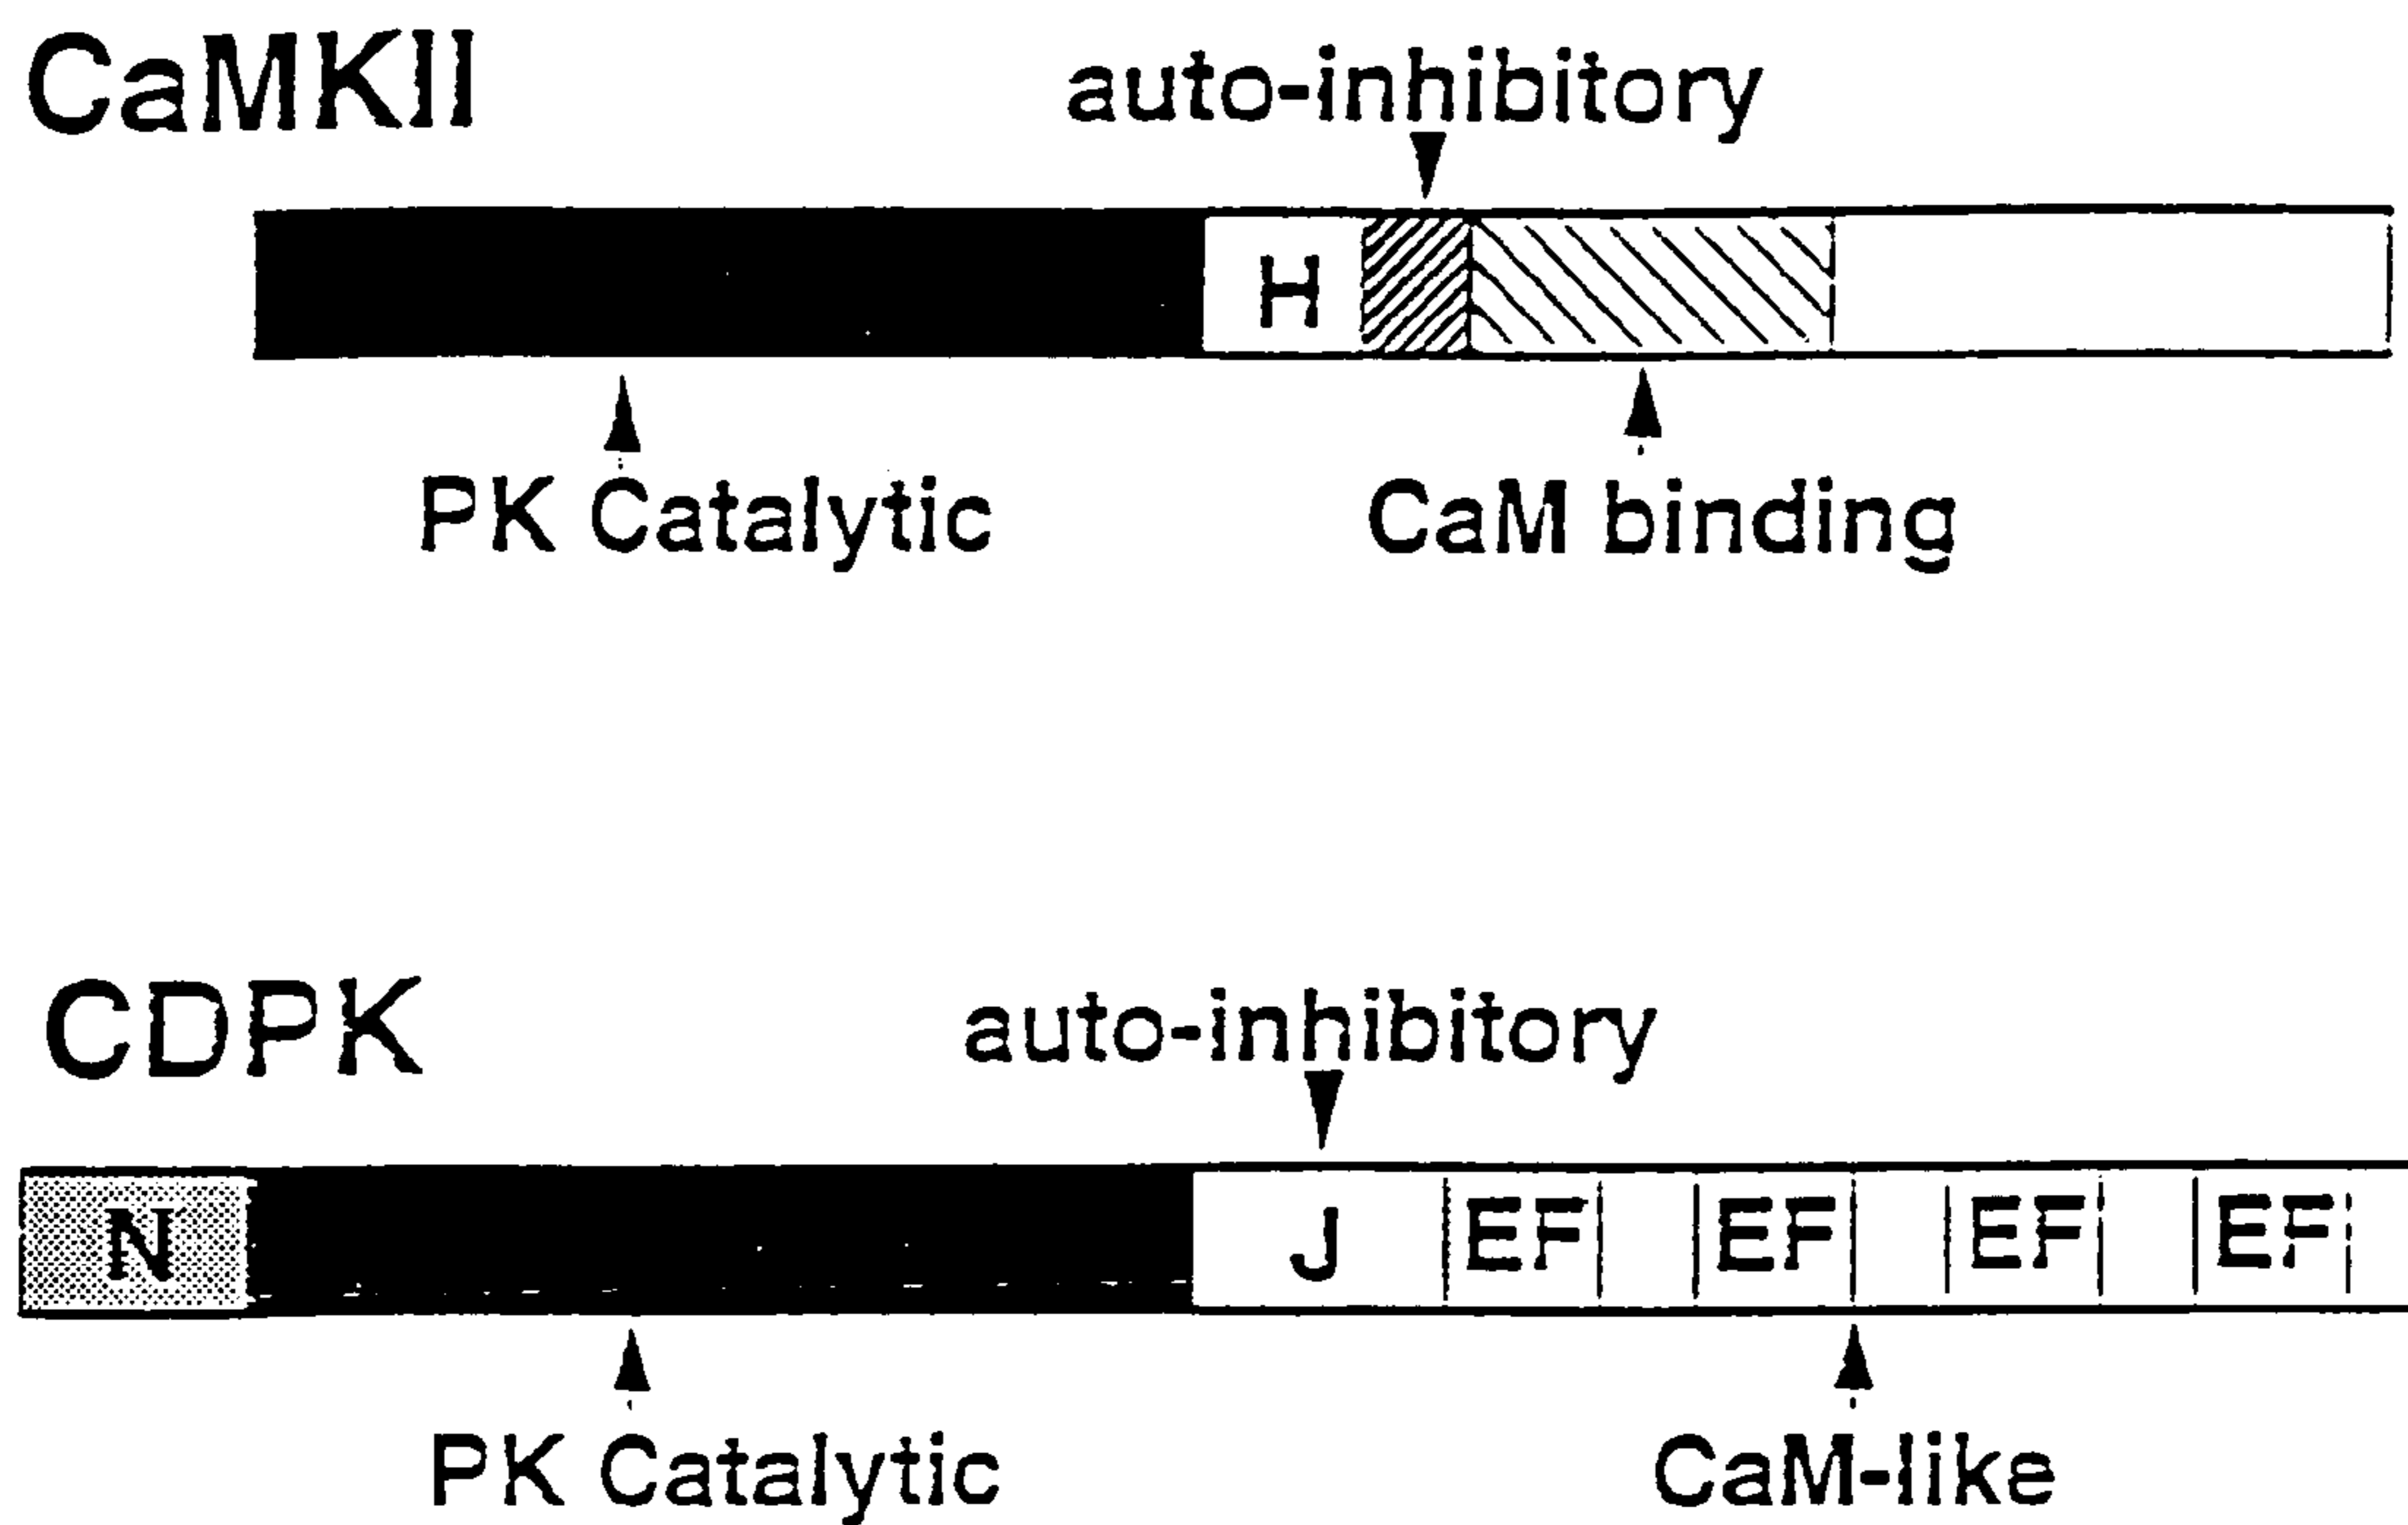 CaMKII
auto-inhibitory
H
PK Catalytic
CaM binding
CDPK
auto-inhibitory
N
J
EF
EF
EF
EF
PK Catalytic
CaM-like